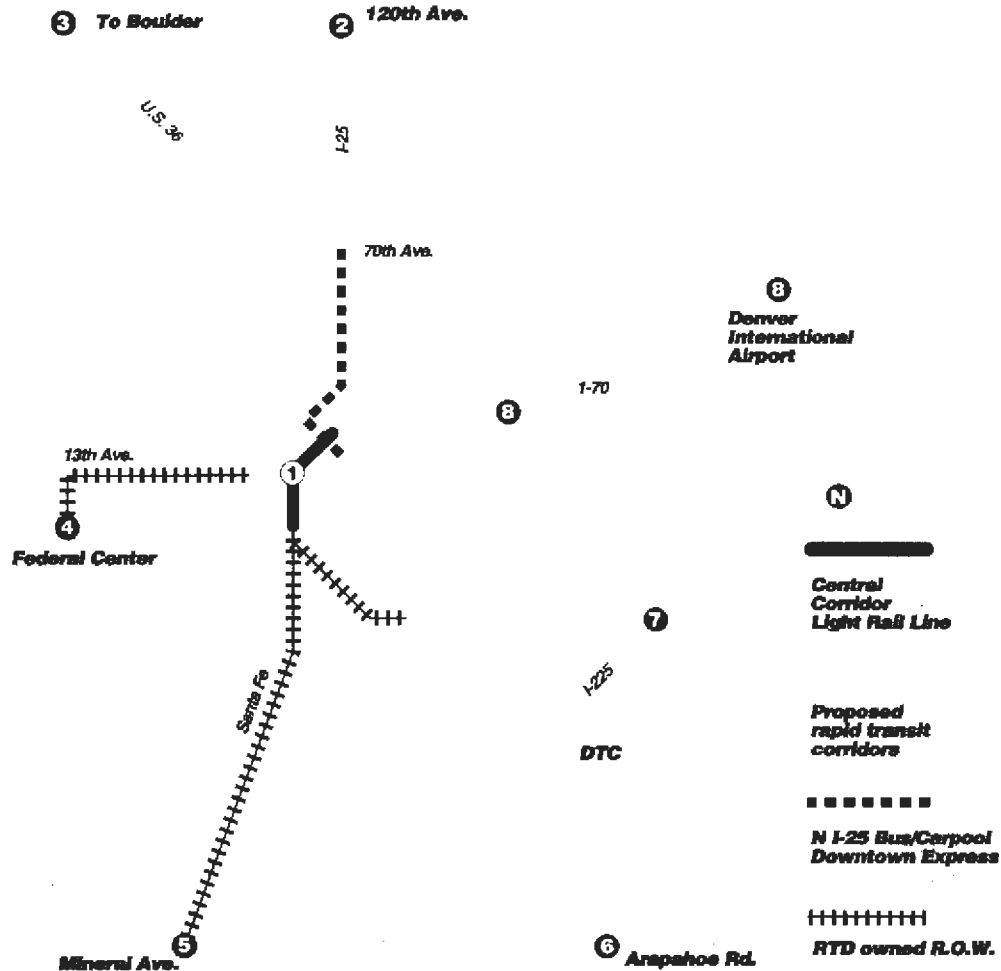 3 To Boulder
2 120th Ave.
U.S. 36
I-25
70th Ave.
8
Denver
International
Airport
1-70
8
13th Ave.
1
4
Federal Center
N
Central
Corridor
Light Rail Line
7
I-225
Santa Fe
Proposed
rapid transit
corridors
DTC
N I-25 Bus/Carpool
Downtown Express
5
Mineral Ave.
6 Arapahoe Rd.
RTD owned R.O.W.